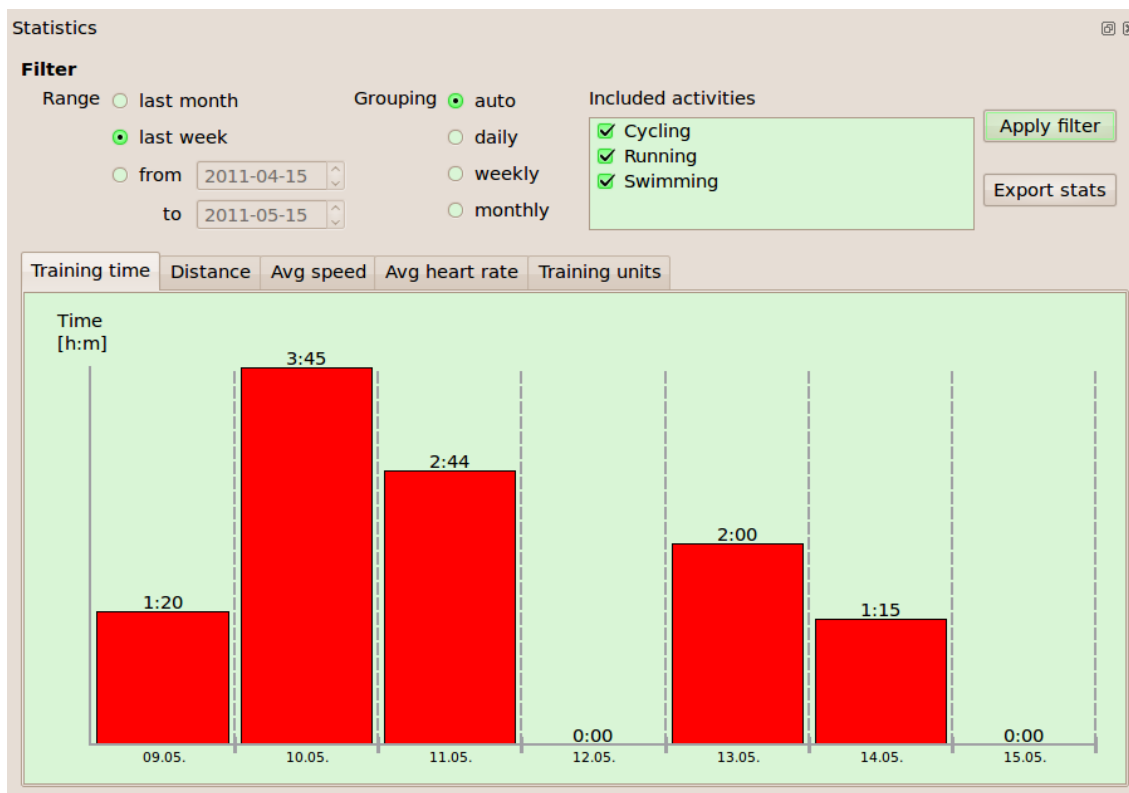 Statistics
Filter
Range last month Grouping auto Included activities
last week daily Cycling Apply filter
from 2011-04-15 weekly Running
to 2011-05-15 monthly Swimming Export stats
Training time Distance Avg speed Avg heart rate Training units
Time
[h:m]
3:45
2:44
2:00
1:20 1:15
0:00 0:00
09.05. 10.05. 11.05. 12.05. 13.05. 14.05. 15.05.